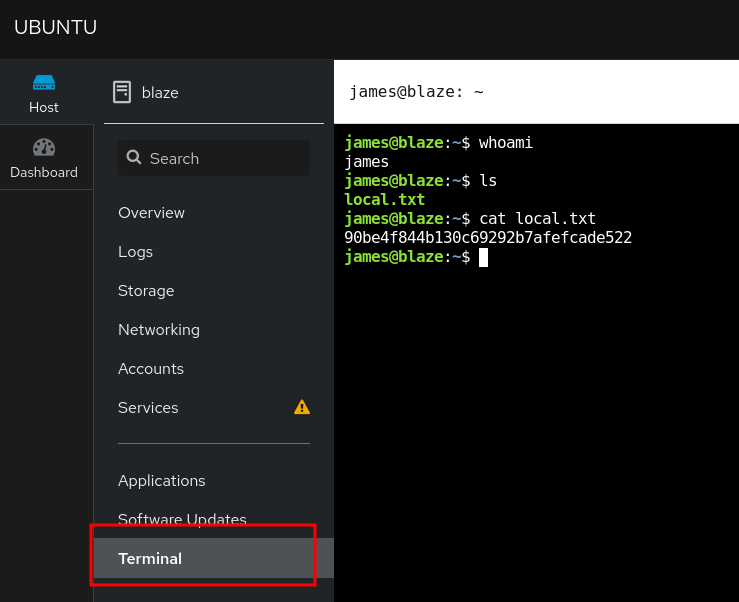 UBUNTU
Host
Dashboard
blaze
Search
Overview
Logs
Storage
Networking
Accounts
Services
Applications
Software Updates
Terminal
james@blaze: ~
james@blaze:~$ whoami
james
james@blaze:~$ ls
local.txt
james@blaze:~$ cat local.txt
90be4f844b130c69292b7afefcade522
james@blaze:~$